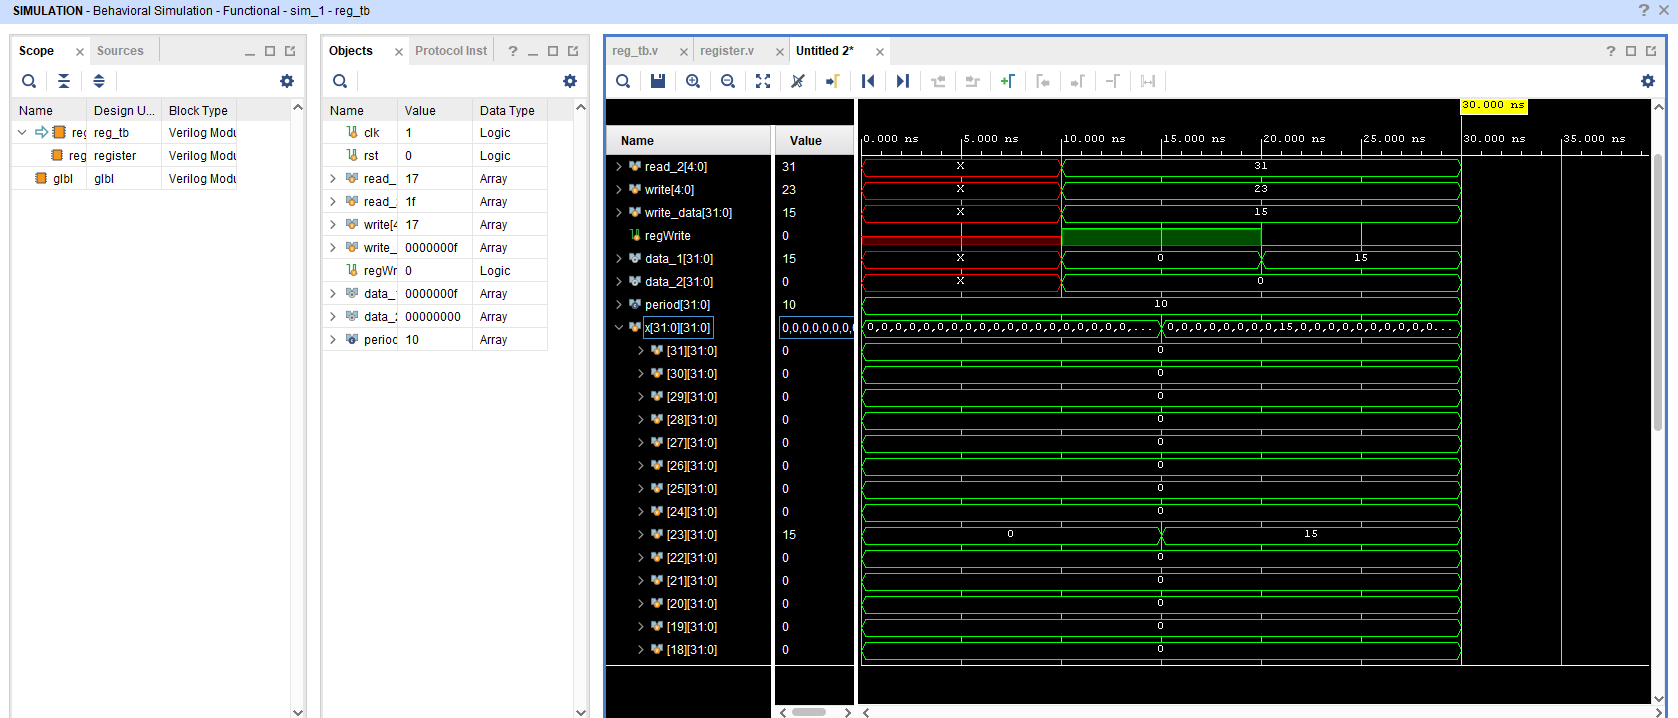 SIMULATION - Behavioral Simulation - Functional - sim_1 - reg_tb
Scope Sources
Name Design U... Block Type
reg reg_tb Verilog Modu
reg register Verilog Modu
glbl glbl Verilog Modu
Objects Protocol Inst
Name Value Data Type
clk 1 Logic
rst 0 Logic
read_ 17 Array
read_ 1f Array
write[4 17 Array
write_ 0000000f Array
regWr 0 Logic
data_ 0000000f Array
data_2 00000000 Array
period 10 Array
reg_tb.v register.v Untitled 2*
30.000 ns
Name Value
0.000 ns 5.000 ns 10.000 ns 15.000 ns 20.000 ns 25.000 ns 30.000 ns 35.000 ns
read_2[4:0] 31 X 31
write[4:0] 23 X 23
write_data[31:0] 15 X 15
regWrite 0
data_1[31:0] 15 X 0 15
data_2[31:0] 0 X 0
period[31:0] 10 10
x[31:0][31:0] 0,0,0,0,0,0,0,0 0,0,0,0,0,0,0,0,0,0,0,0,0,0,0,0,0,0,... 0,0,0,0,0,0,0,0,15,0,0,0,0,0,0,0,0,0...
[31][31:0] 0 0
[30][31:0] 0 0
[29][31:0] 0 0
[28][31:0] 0 0
[27][31:0] 0 0
[26][31:0] 0 0
[25][31:0] 0 0
[24][31:0] 0 0
[23][31:0] 15 0 15
[22][31:0] 0 0
[21][31:0] 0 0
[20][31:0] 0 0
[19][31:0] 0 0
[18][31:0] 0 0